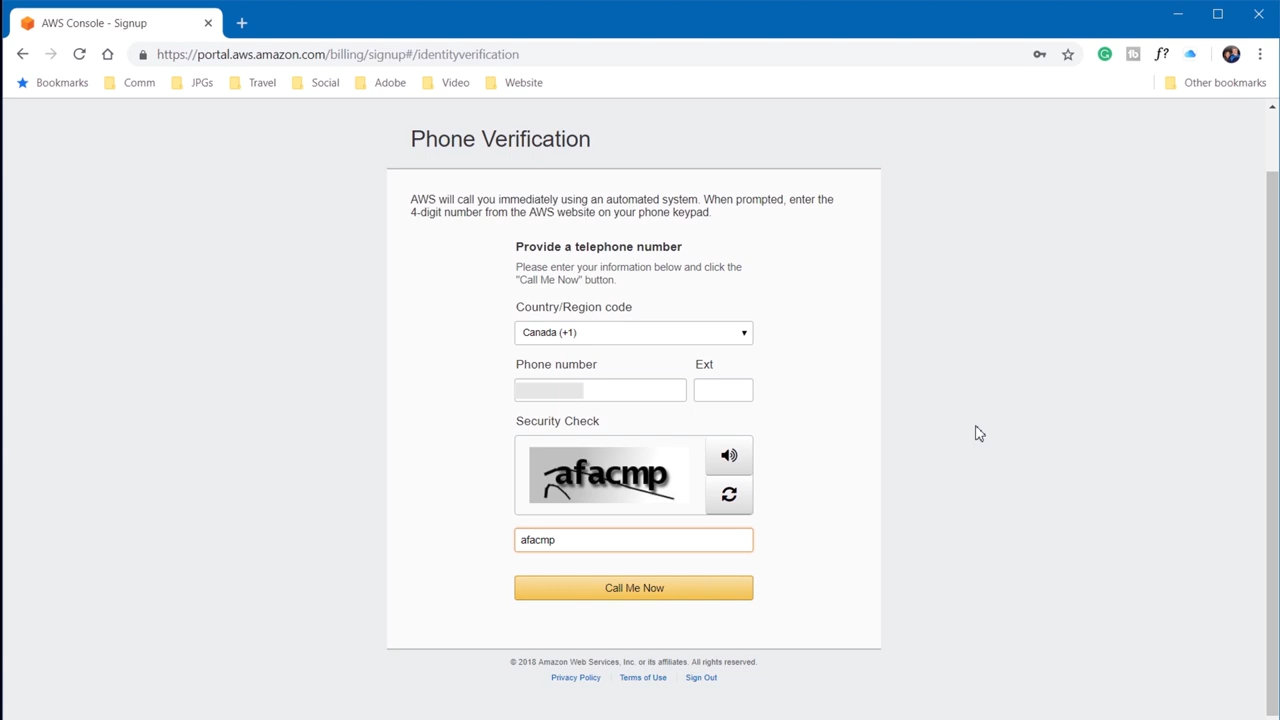 AWS Console - Signup
https://portal.aws.amazon.com/billing/signup#/identityverification
Bookmarks Comm JPGs Travel Social Adobe Video Website Other bookmarks
Phone Verification
AWS will call you immediately using an automated system. When prompted, enter the
4-digit number from the AWS website on your phone keypad.
Provide a telephone number
Please enter your information below and click the
"Call Me Now" button.
Country/Region code
Canada (+1)
Phone number Ext
Security Check
afacmp
afacmp
Call Me Now
© 2018 Amazon Web Services, Inc. or its affiliates. All rights reserved.
Privacy Policy Terms of Use Sign Out